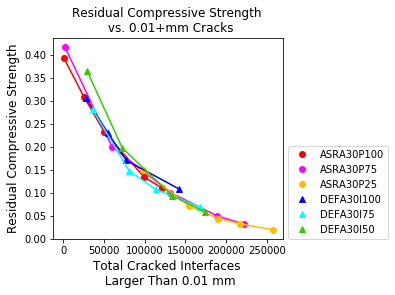 Residual Compressive Strength
vs. 0.01+mm Cracks
Residual Compressive Strength
0.40
0.35
0.30
0.25
0.20
0.15
0.10
0.05
0.00
0
50000
100000
150000
200000
250000
Total Cracked Interfaces
Larger Than 0.01 mm
ASRA30P100
ASRA30P75
ASRA30P25
DEFA30I100
DEFA30I75
DEFA30I50